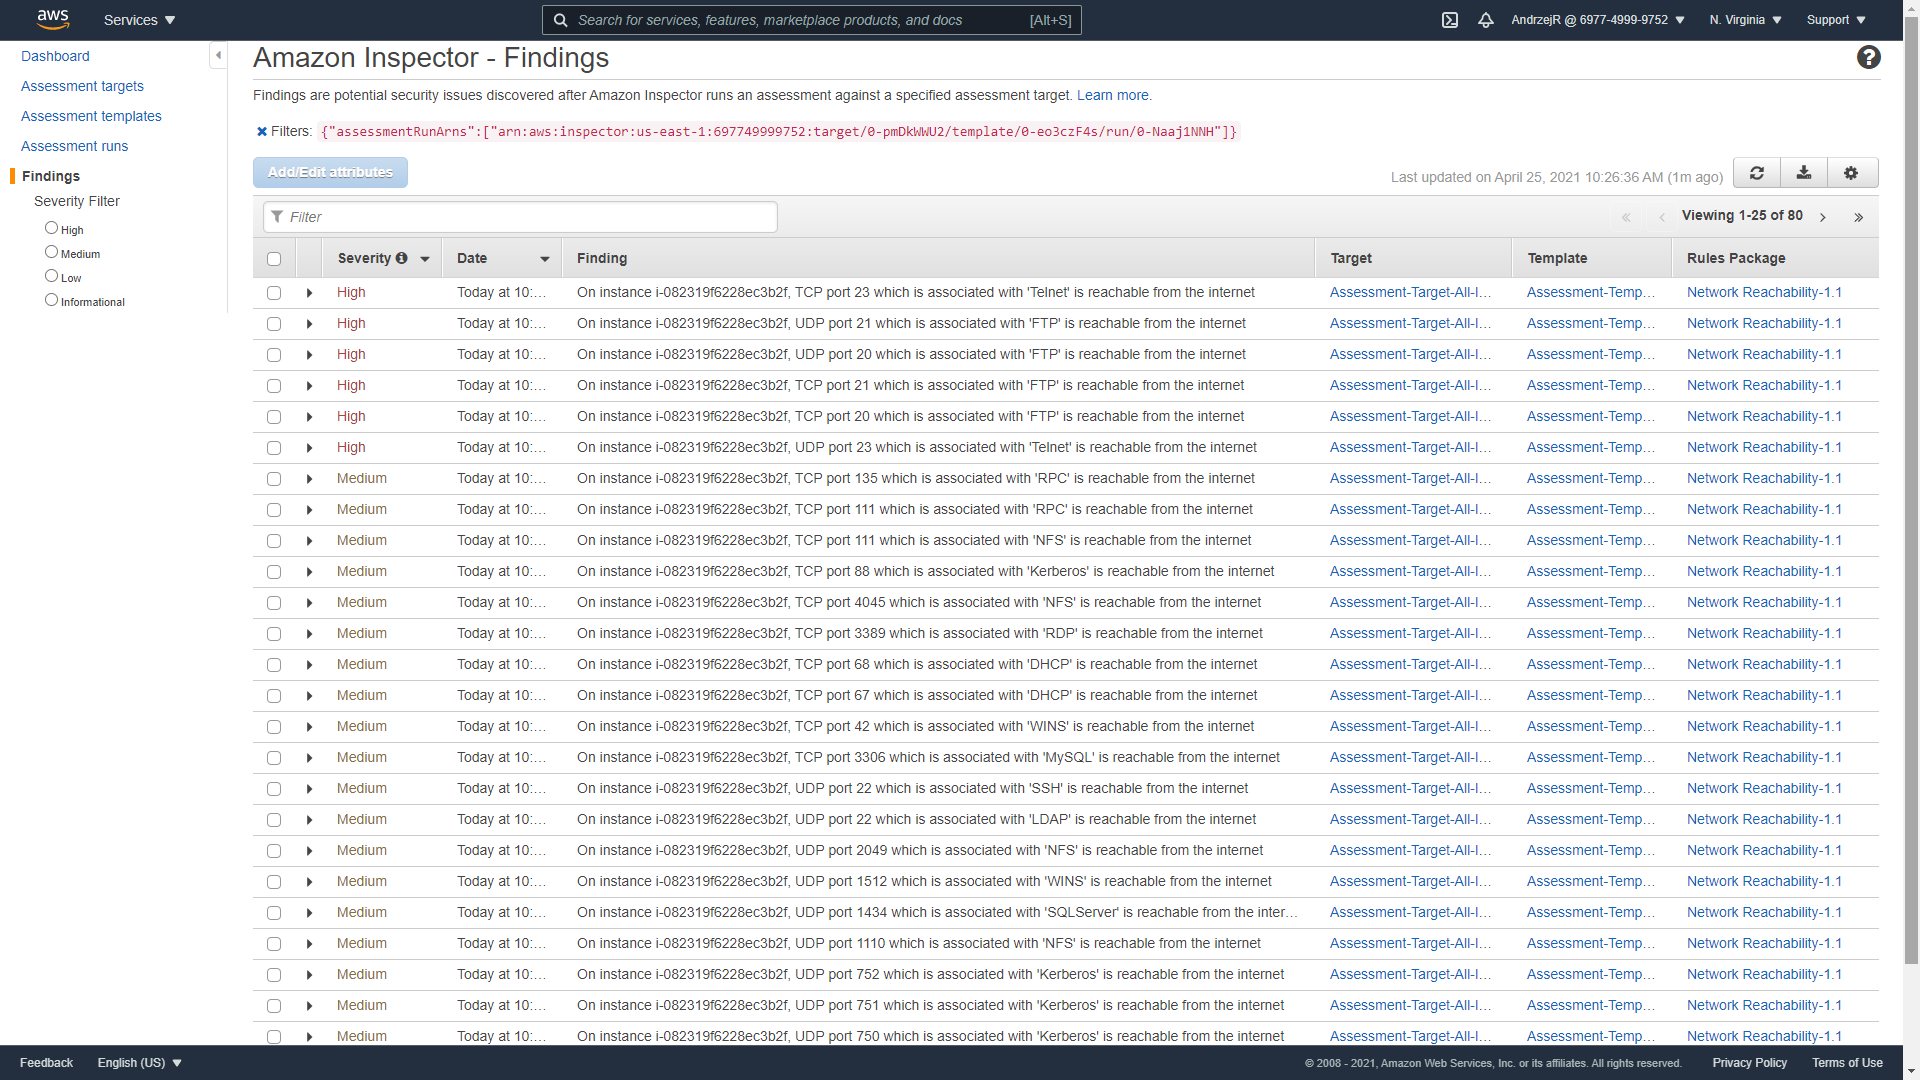 aws Services Search for services, features, marketplace products, and docs [Alt+S] AndrzejR @ 6977-4999-9752 N. Virginia Support
Dashboard
Assessment targets
Assessment templates
Assessment runs
Findings
Severity Filter
High
Medium
Low
Informational
Amazon Inspector - Findings
Findings are potential security issues discovered after Amazon Inspector runs an assessment against a specified assessment target. Learn more.
Filters: {"assessmentRunArns":["arn:aws:inspector:us-east-1:697749999752:target/0-pmDkWWU2/template/0-eo3czF4s/run/0-Naaj1NNH"]}
Add/Edit attributes Last updated on April 25, 2021 10:26:36 AM (1m ago)
Filter Viewing 1-25 of 80
Severity Date Finding Target Template Rules Package
High Today at 10:... On instance i-082319f6228ec3b2f, TCP port 23 which is associated with 'Telnet' is reachable from the internet Assessment-Target-All-I... Assessment-Temp... Network Reachability-1.1
High Today at 10:... On instance i-082319f6228ec3b2f, UDP port 21 which is associated with 'FTP' is reachable from the internet Assessment-Target-All-I... Assessment-Temp... Network Reachability-1.1
High Today at 10:... On instance i-082319f6228ec3b2f, UDP port 20 which is associated with 'FTP' is reachable from the internet Assessment-Target-All-I... Assessment-Temp... Network Reachability-1.1
High Today at 10:... On instance i-082319f6228ec3b2f, TCP port 21 which is associated with 'FTP' is reachable from the internet Assessment-Target-All-I... Assessment-Temp... Network Reachability-1.1
High Today at 10:... On instance i-082319f6228ec3b2f, TCP port 20 which is associated with 'FTP' is reachable from the internet Assessment-Target-All-I... Assessment-Temp... Network Reachability-1.1
High Today at 10:... On instance i-082319f6228ec3b2f, UDP port 23 which is associated with 'Telnet' is reachable from the internet Assessment-Target-All-I... Assessment-Temp... Network Reachability-1.1
Medium Today at 10:... On instance i-082319f6228ec3b2f, TCP port 135 which is associated with 'RPC' is reachable from the internet Assessment-Target-All-I... Assessment-Temp... Network Reachability-1.1
Medium Today at 10:... On instance i-082319f6228ec3b2f, TCP port 111 which is associated with 'RPC' is reachable from the internet Assessment-Target-All-I... Assessment-Temp... Network Reachability-1.1
Medium Today at 10:... On instance i-082319f6228ec3b2f, TCP port 111 which is associated with 'NFS' is reachable from the internet Assessment-Target-All-I... Assessment-Temp... Network Reachability-1.1
Medium Today at 10:... On instance i-082319f6228ec3b2f, TCP port 88 which is associated with 'Kerberos' is reachable from the internet Assessment-Target-All-I... Assessment-Temp... Network Reachability-1.1
Medium Today at 10:... On instance i-082319f6228ec3b2f, TCP port 4045 which is associated with 'NFS' is reachable from the internet Assessment-Target-All-I... Assessment-Temp... Network Reachability-1.1
Medium Today at 10:... On instance i-082319f6228ec3b2f, TCP port 3389 which is associated with 'RDP' is reachable from the internet Assessment-Target-All-I... Assessment-Temp... Network Reachability-1.1
Medium Today at 10:... On instance i-082319f6228ec3b2f, TCP port 68 which is associated with 'DHCP' is reachable from the internet Assessment-Target-All-I... Assessment-Temp... Network Reachability-1.1
Medium Today at 10:... On instance i-082319f6228ec3b2f, TCP port 67 which is associated with 'DHCP' is reachable from the internet Assessment-Target-All-I... Assessment-Temp... Network Reachability-1.1
Medium Today at 10:... On instance i-082319f6228ec3b2f, TCP port 42 which is associated with 'WINS' is reachable from the internet Assessment-Target-All-I... Assessment-Temp... Network Reachability-1.1
Medium Today at 10:... On instance i-082319f6228ec3b2f, TCP port 3306 which is associated with 'MySQL' is reachable from the internet Assessment-Target-All-I... Assessment-Temp... Network Reachability-1.1
Medium Today at 10:... On instance i-082319f6228ec3b2f, UDP port 22 which is associated with 'SSH' is reachable from the internet Assessment-Target-All-I... Assessment-Temp... Network Reachability-1.1
Medium Today at 10:... On instance i-082319f6228ec3b2f, UDP port 22 which is associated with 'LDAP' is reachable from the internet Assessment-Target-All-I... Assessment-Temp... Network Reachability-1.1
Medium Today at 10:... On instance i-082319f6228ec3b2f, UDP port 2049 which is associated with 'NFS' is reachable from the internet Assessment-Target-All-I... Assessment-Temp... Network Reachability-1.1
Medium Today at 10:... On instance i-082319f6228ec3b2f, UDP port 1512 which is associated with 'WINS' is reachable from the internet Assessment-Target-All-I... Assessment-Temp... Network Reachability-1.1
Medium Today at 10:... On instance i-082319f6228ec3b2f, UDP port 1434 which is associated with 'SQLServer' is reachable from the inter... Assessment-Target-All-I... Assessment-Temp... Network Reachability-1.1
Medium Today at 10:... On instance i-082319f6228ec3b2f, UDP port 1110 which is associated with 'NFS' is reachable from the internet Assessment-Target-All-I... Assessment-Temp... Network Reachability-1.1
Medium Today at 10:... On instance i-082319f6228ec3b2f, UDP port 752 which is associated with 'Kerberos' is reachable from the internet Assessment-Target-All-I... Assessment-Temp... Network Reachability-1.1
Medium Today at 10:... On instance i-082319f6228ec3b2f, UDP port 751 which is associated with 'Kerberos' is reachable from the internet Assessment-Target-All-I... Assessment-Temp... Network Reachability-1.1
Medium Today at 10:... On instance i-082319f6228ec3b2f, UDP port 750 which is associated with 'Kerberos' is reachable from the internet Assessment-Target-All-I... Assessment-Temp... Network Reachability-1.1
Feedback English (US) © 2008 - 2021, Amazon Web Services, Inc. or its affiliates. All rights reserved. Privacy Policy Terms of Use